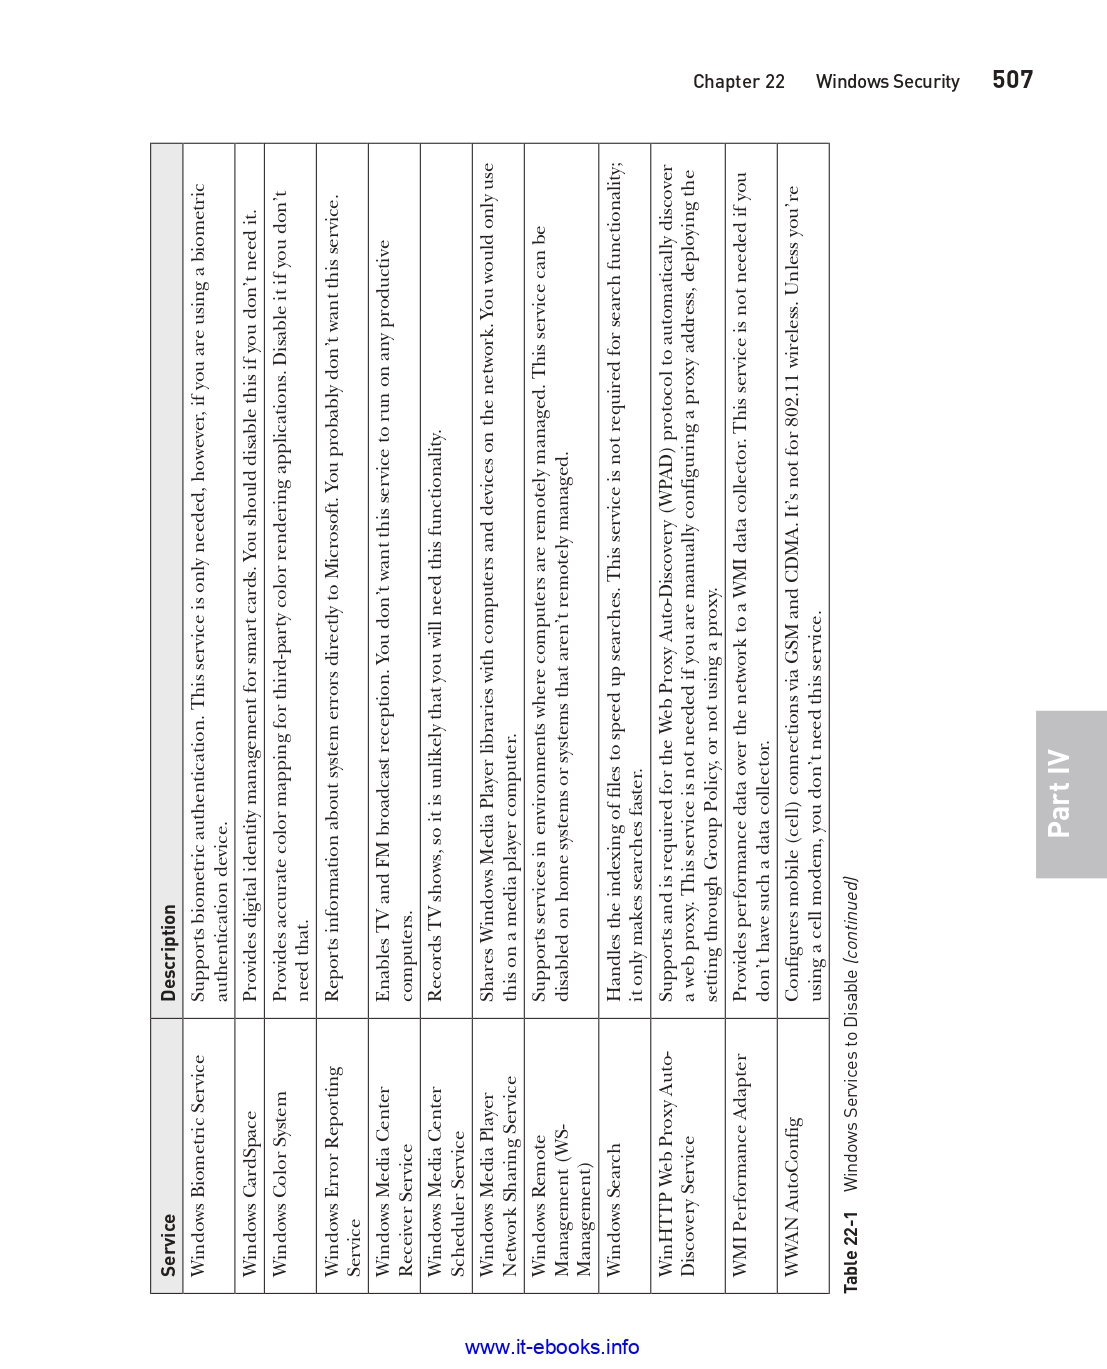 Chapter 22 Windows Security 507
Service Description
Windows Biometric Service Supports biometric authentication. This service is only needed, however, if you are using a biometric
authentication device.
Windows CardSpace Provides digital identity management for smart cards. You should disable this if you don't need it.
Windows Color System Provides accurate color mapping for third-party color rendering applications. Disable it if you don't
need that.
Windows Error Reporting Reports information about system errors directly to Microsoft. You probably don't want this service.
Service
Windows Media Center Enables TV and FM broadcast reception. You don't want this service to run on any productive
Receiver Service computers.
Windows Media Center Records TV shows, so it is unlikely that you will need this functionality.
Scheduler Service
Windows Media Player Shares Windows Media Player libraries with computers and devices on the network. You would only use
Network Sharing Service this on a media player computer.
Windows Remote Supports services in environments where computers are remotely managed. This service can be
Management (WS- disabled on home systems or systems that aren't remotely managed.
Management)
Windows Search Handles the indexing of files to speed up searches. This service is not required for search functionality;
it only makes searches faster.
WinHTTP Web Proxy Auto- Supports and is required for the Web Proxy Auto-Discovery (WPAD) protocol to automatically discover
Discovery Service a web proxy. This service is not needed if you are manually configuring a proxy address, deploying the
setting through Group Policy, or not using a proxy.
WMI Performance Adapter Provides performance data over the network to a WMI data collector. This service is not needed if you
don't have such a data collector.
WWAN AutoConfig Configures mobile (cell) connections via GSM and CDMA. It's not for 802.11 wireless. Unless you're
using a cell modem, you don't need this service.
Table 22-1 Windows Services to Disable (continued)
Part IV
www.it-ebooks.info